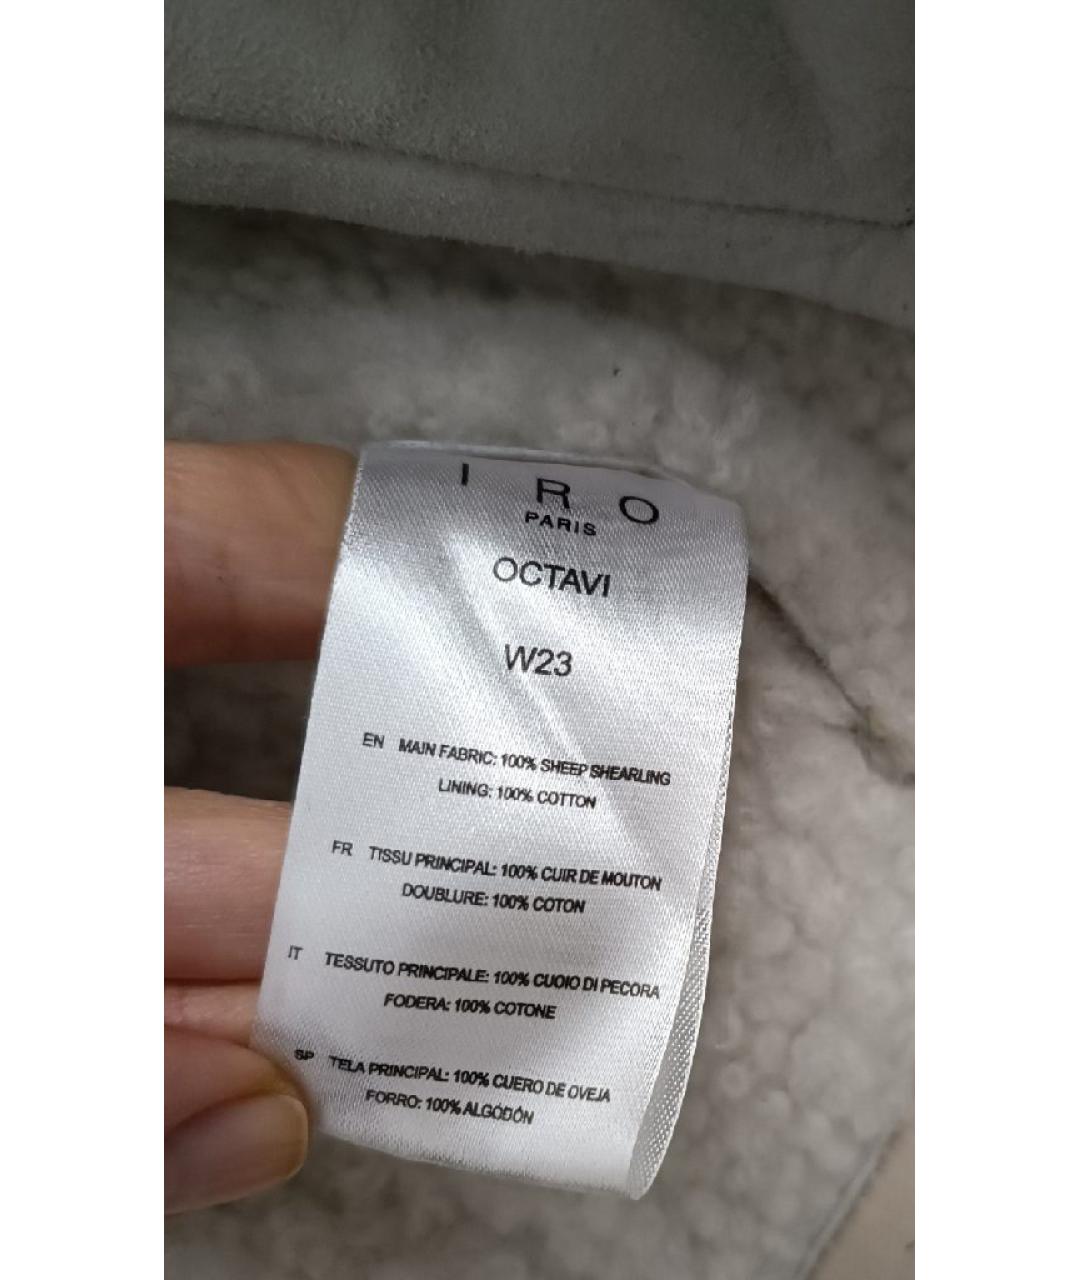 I R O
PARIS
OCTAVI
W23
EN MAIN FABRIC: 100% SHEEP SHEARLING
LINING: 100% COTTON
FR TISSU PRINCIPAL: 100% CUIR DE MOUTON
DOUBLURE: 100% COTON
IT TESSUTO PRINCIPALE: 100% CUOIO DI PECORA
FODERA: 100% COTONE
SP TELA PRINCIPAL: 100% CUERO DE OVEJA
FORRO: 100% ALGODÓN